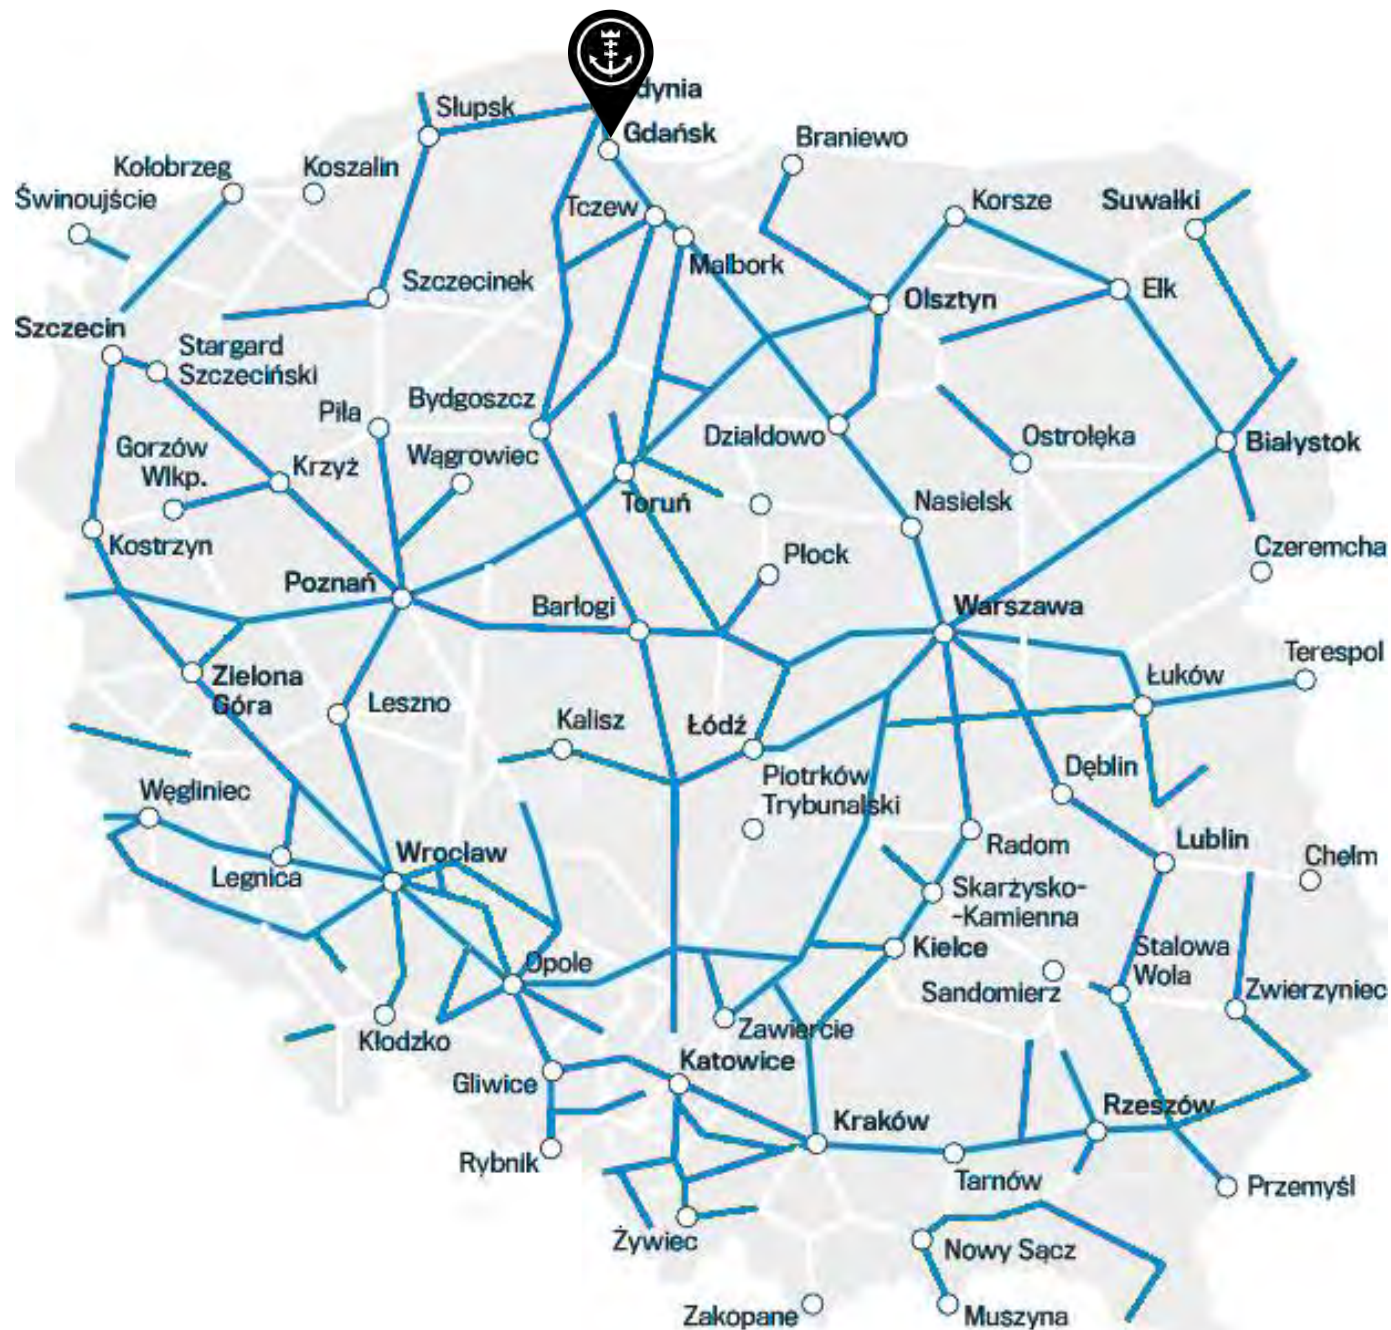 dynia
Słupsk
Gdańsk
Braniewo
Kołobrzeg
Koszalin
Świnoujście
Tczew
Korsze
Suwałki
Malbork
Szczecinek
Olsztyn
Ełk
Szczecin
Stargard
Szczeciński
Piła
Bydgoszcz
Działdowo
Ostrołęka
Białystok
Gorzów
Wlkp.
Krzyż
Wągrowiec
Toruń
Nasielsk
Kostrzyn
Płock
Czeremcha
Poznań
Barłogi
Warszawa
Terespol
Zielona
Góra
Leszno
Kalisz
Łódź
Łuków
Węgliniec
Piotrków
Trybunalski
Dęblin
Legnica
Wrocław
Radom
Lublin
Chełm
Skarżysko-
-Kamienna
Kielce
Stalowa
Wola
Opole
Sandomierz
Zwierzyniec
Kłodzko
Zawiercie
Gliwice
Katowice
Kraków
Rzeszów
Rybnik
Tarnów
Przemyśl
Żywiec
Nowy Sącz
Zakopane
Muszyna